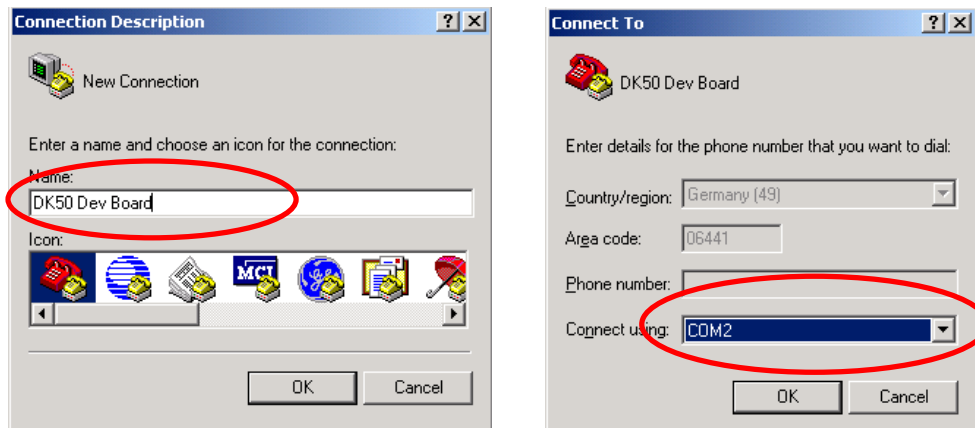 Connection Description
New Connection
Enter a name and choose an icon for the connection:
Name:
DK50 Dev Board
Icon:
MCI
OK Cancel
Connect To
DK50 Dev Board
Enter details for the phone number that you want to dial:
Country/region: Germany (49)
Area code: 06441
Phone number:
Connect using: COM2
OK Cancel